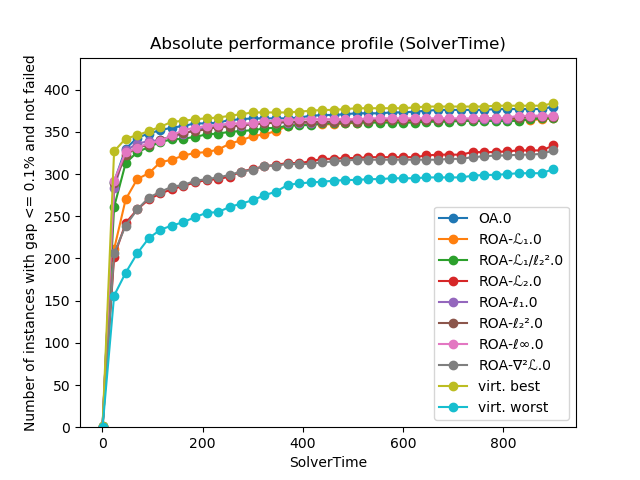 Absolute performance profile (SolverTime)
Number of instances with gap <= 0.1% and not failed
400
350
300
250
200
150
100
50
0
0 200 400 600 800
SolverTime
OA.0
ROA-ℒ₁.0
ROA-ℒ₁/ℓ₂².0
ROA-ℒ₂.0
ROA-ℓ₁.0
ROA-ℓ₂².0
ROA-ℓ∞.0
ROA-∇²ℒ.0
virt. best
virt. worst